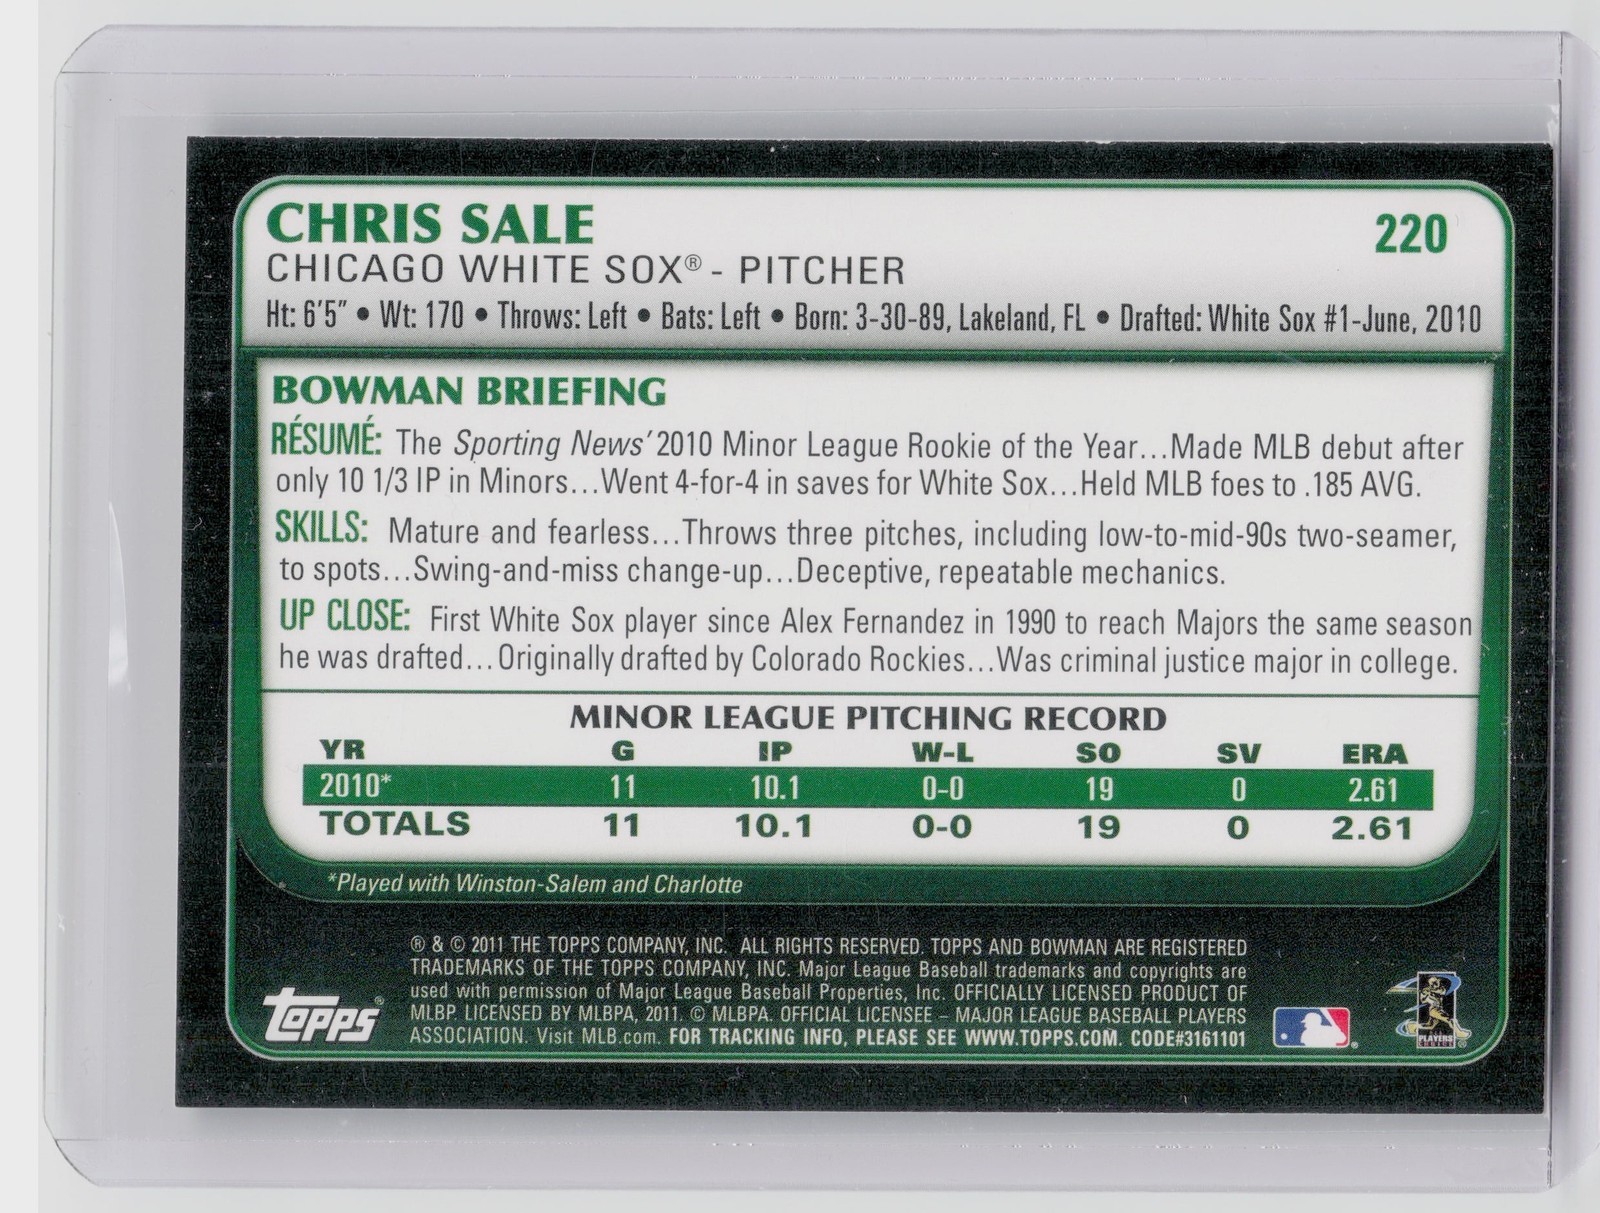 CHRIS SALE
220
CHICAGO WHITE SOX® - PITCHER
Ht: 6'5" • Wt: 170 • Throws: Left • Bats: Left • Born: 3-30-89, Lakeland, FL • Drafted: White Sox #1-June, 2010
BOWMAN BRIEFING
RÉSUMÉ: The Sporting News' 2010 Minor League Rookie of the Year...Made MLB debut after
only 10 1/3 IP in Minors...Went 4-for-4 in saves for White Sox...Held MLB foes to .185 AVG.
SKILLS: Mature and fearless...Throws three pitches, including low-to-mid-90s two-seamer,
to spots...Swing-and-miss change-up...Deceptive, repeatable mechanics.
UP CLOSE: First White Sox player since Alex Fernandez in 1990 to reach Majors the same season
he was drafted...Originally drafted by Colorado Rockies...Was criminal justice major in college.
MINOR LEAGUE PITCHING RECORD
YR G IP W-L SO SV ERA
2010* 11 10.1 0-0 19 0 2.61
TOTALS 11 10.1 0-0 19 0 2.61
*Played with Winston-Salem and Charlotte
® & © 2011 THE TOPPS COMPANY, INC. ALL RIGHTS RESERVED. TOPPS AND BOWMAN ARE REGISTERED
TRADEMARKS OF THE TOPPS COMPANY, INC. Major League Baseball trademarks and copyrights are
used with permission of Major League Baseball Properties, Inc. OFFICIALLY LICENSED PRODUCT OF
MLBP. LICENSED BY MLBPA, 2011. © MLBPA. OFFICIAL LICENSEE – MAJOR LEAGUE BASEBALL PLAYERS
ASSOCIATION. Visit MLB.com. FOR TRACKING INFO, PLEASE SEE WWW.TOPPS.COM. CODE#3161101
topps®
PLAYERS